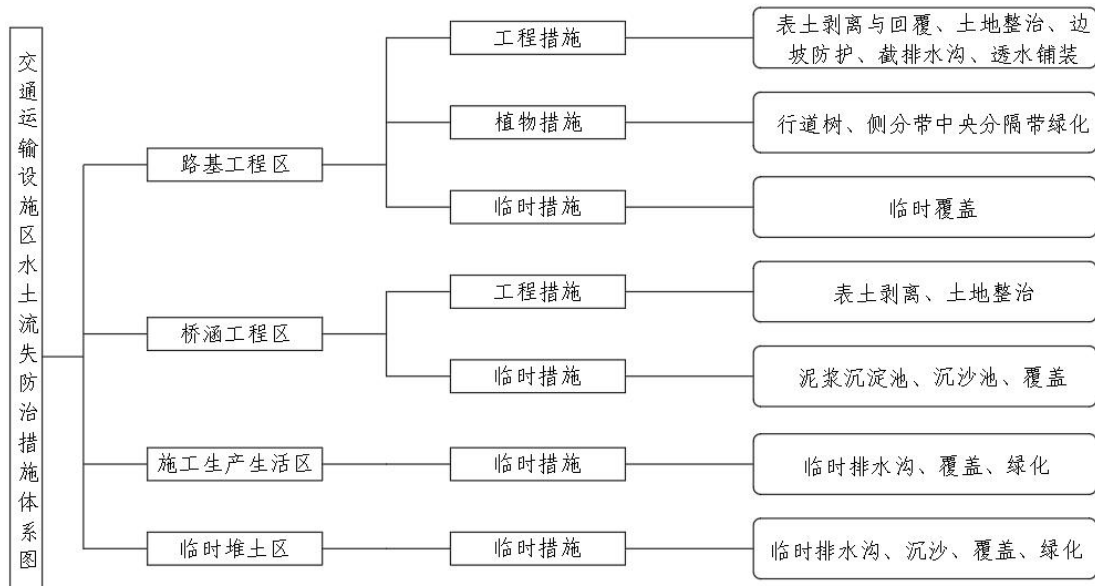 交通运输设施区水土流失防治措施体系图
路基工程区
工程措施
表土剥离与回覆、土地整治、边
坡防护、截排水沟、透水铺装
植物措施
行道树、侧分带中央分隔带绿化
临时措施
临时覆盖
桥涵工程区
工程措施
表土剥离、土地整治
临时措施
泥浆沉淀池、沉沙池、覆盖
施工生产生活区
临时措施
临时排水沟、覆盖、绿化
临时堆土区
临时措施
临时排水沟、沉沙、覆盖、绿化